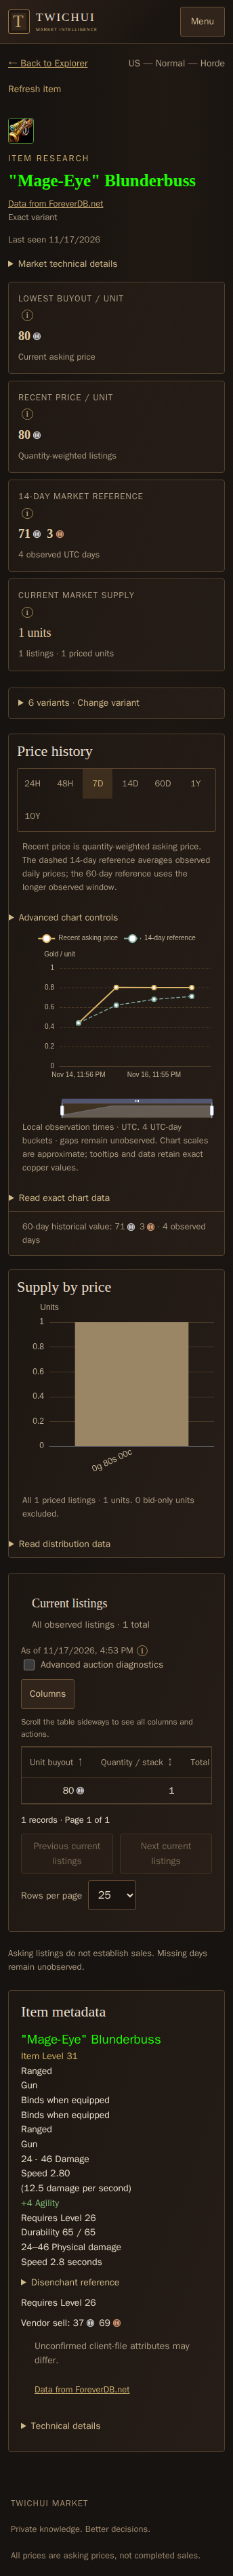 TWICHUI
MARKET INTELLIGENCE
Menu
← Back to Explorer
US — Normal — Horde
Refresh item
ITEM RESEARCH
"Mage-Eye" Blunderbuss
Data from ForeverDB.net
Exact variant
Last seen 11/17/2026
▶ Market technical details
LOWEST BUYOUT / UNIT
80
Current asking price
RECENT PRICE / UNIT
80
Quantity-weighted listings
14-DAY MARKET REFERENCE
71 3
4 observed UTC days
CURRENT MARKET SUPPLY
1 units
1 listings · 1 priced units
▶ 6 variants · Change variant
Price history
24H 48H 7D 14D 60D 1Y
10Y
Recent price is quantity-weighted asking price.
The dashed 14-day reference averages observed
daily prices; the 60-day reference uses the
longer observed window.
▶ Advanced chart controls
Recent asking price 14-day reference
Gold / unit
1
0.8
0.6
0.4
0.2
0
Nov 14, 11:56 PM Nov 16, 11:55 PM
Local observation times · UTC. 4 UTC-day
buckets · gaps remain unobserved. Chart scales
are approximate; tooltips and data retain exact
copper values.
▶ Read exact chart data
60-day historical value: 71 3 · 4 observed
days
Supply by price
Units
1
0.8
0.6
0.4
0.2
0
0g 80s 00c
All 1 priced listings · 1 units. 0 bid-only units
excluded.
▶ Read distribution data
Current listings
All observed listings · 1 total
As of 11/17/2026, 4:53 PM
Advanced auction diagnostics
Columns
Scroll the table sideways to see all columns and
actions.
Unit buyout ↑ Quantity / stack ↕ Total
80 1
1 records · Page 1 of 1
Previous current
listings
Next current
listings
Rows per page 25
Asking listings do not establish sales. Missing days
remain unobserved.
Item metadata
"Mage-Eye" Blunderbuss
Item Level 31
Ranged
Gun
Binds when equipped
Binds when equipped
Ranged
Gun
24 - 46 Damage
Speed 2.80
(12.5 damage per second)
+4 Agility
Requires Level 26
Durability 65 / 65
24–46 Physical damage
Speed 2.8 seconds
▶ Disenchant reference
Requires Level 26
Vendor sell: 37 69
Unconfirmed client-file attributes may
differ.
Data from ForeverDB.net
▶ Technical details
TWICHUI MARKET
Private knowledge. Better decisions.
All prices are asking prices, not completed sales.